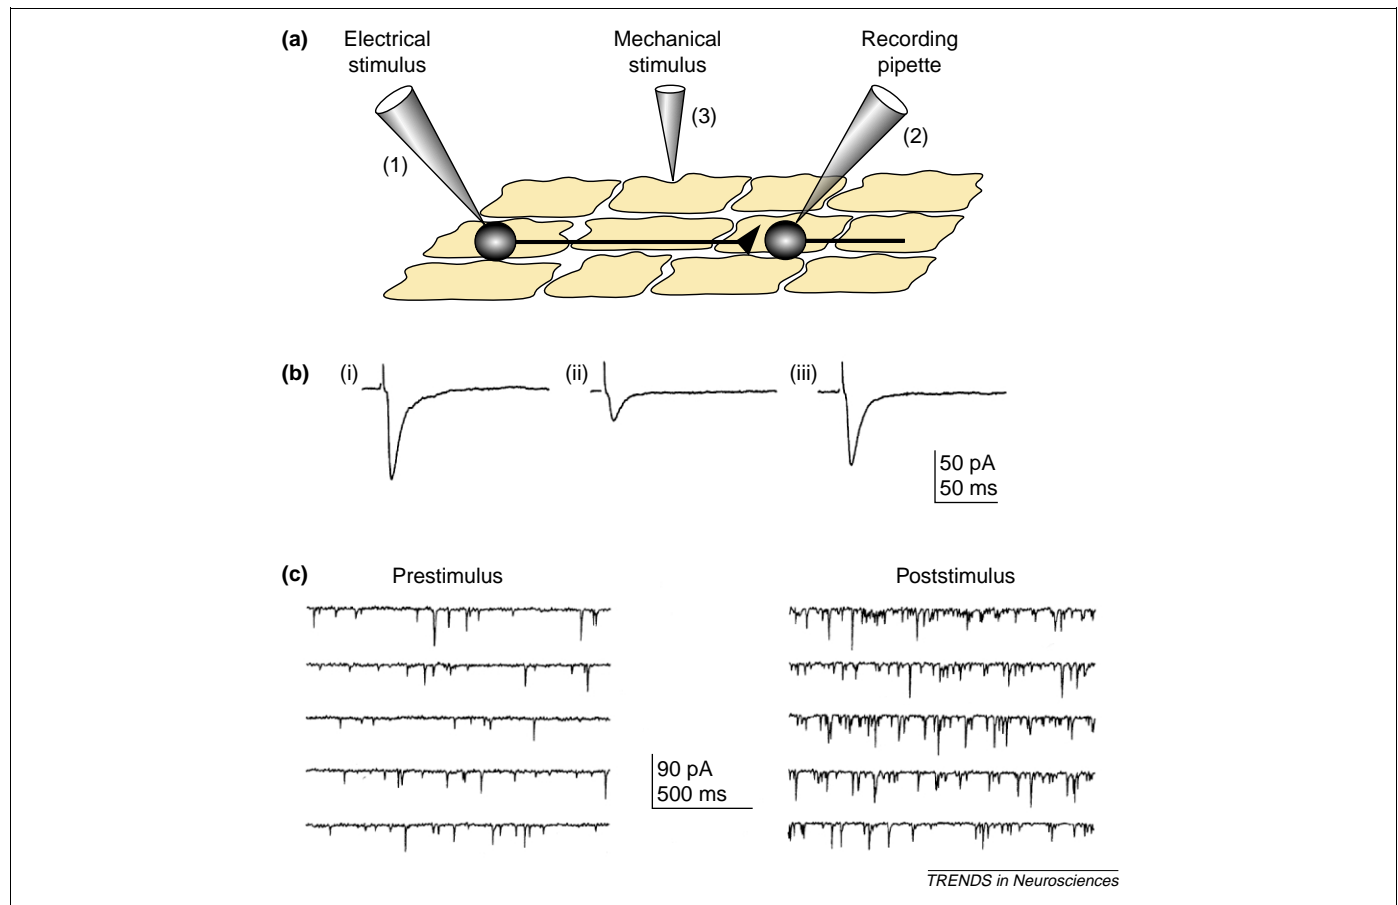 (a)
Electrical
stimulus
Mechanical
stimulus
Recording
pipette
(1)
(3)
(2)
(b)
(i)
(ii)
(iii)
50 pA
50 ms
(c)
Prestimulus
Poststimulus
90 pA
500 ms
TRENDS in Neurosciences